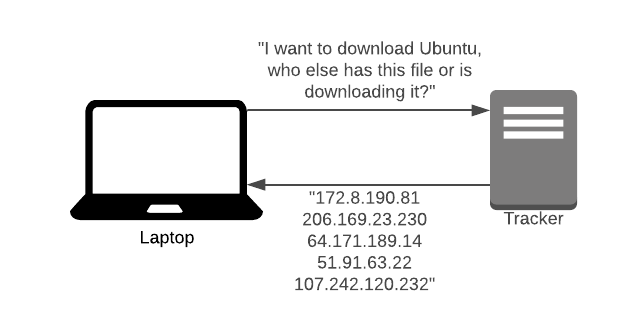 "I want to download Ubuntu,
who else has this file or is
downloading it?"
"172.8.190.81
206.169.23.230
64.171.189.14
51.91.63.22
107.242.120.232"
Laptop
Tracker